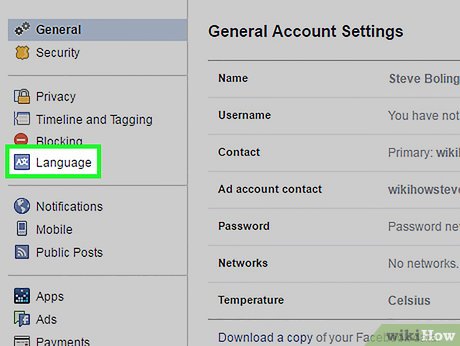 General
Security
Privacy
Timeline and Tagging
Blocking
Language
Notifications
Mobile
Public Posts
Apps
Ads
Payments
General Account Settings
Name Steve Boling
Username You have not
Contact Primary: wiki
Ad account contact wikihowsteve
Password Password ne
Networks No networks.
Temperature Celsius
Download a copy of your Facebook
wikiHow